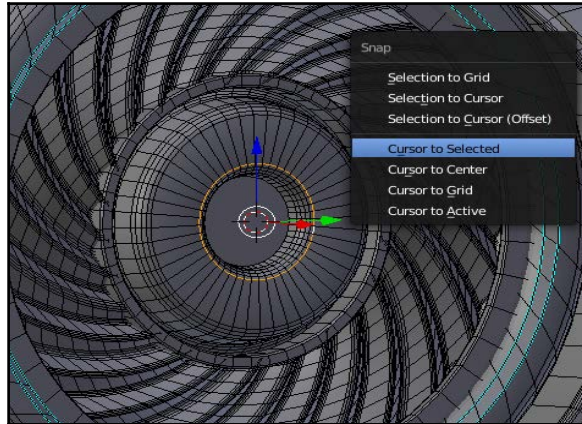 Snap
Selection to Grid
Selection to Cursor
Selection to Cursor (Offset)
Cursor to Selected
Cursor to Center
Cursor to Grid
Cursor to Active